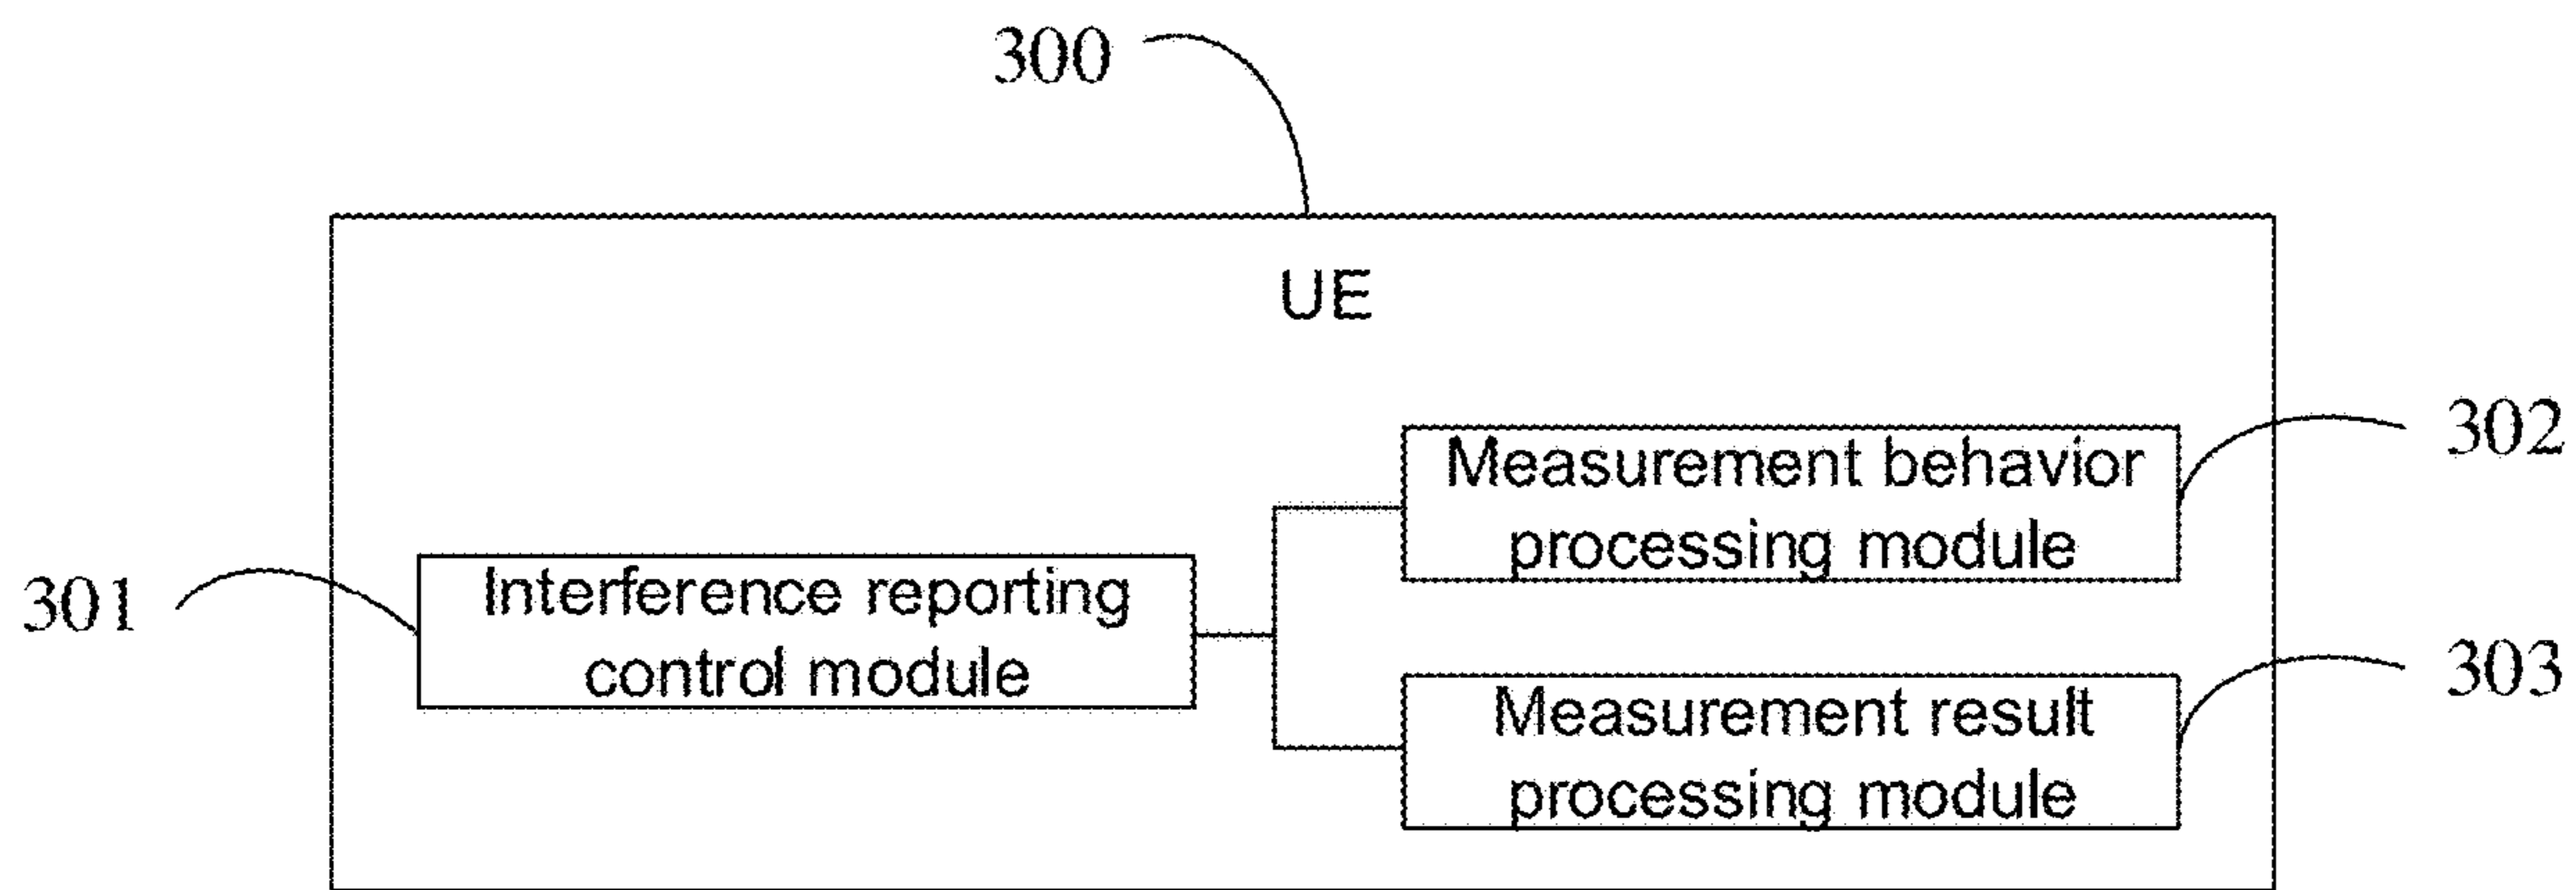 300
UE
302
Measurement behavior
processing module
301
Interference reporting
control module
303
Measurement result
processing module